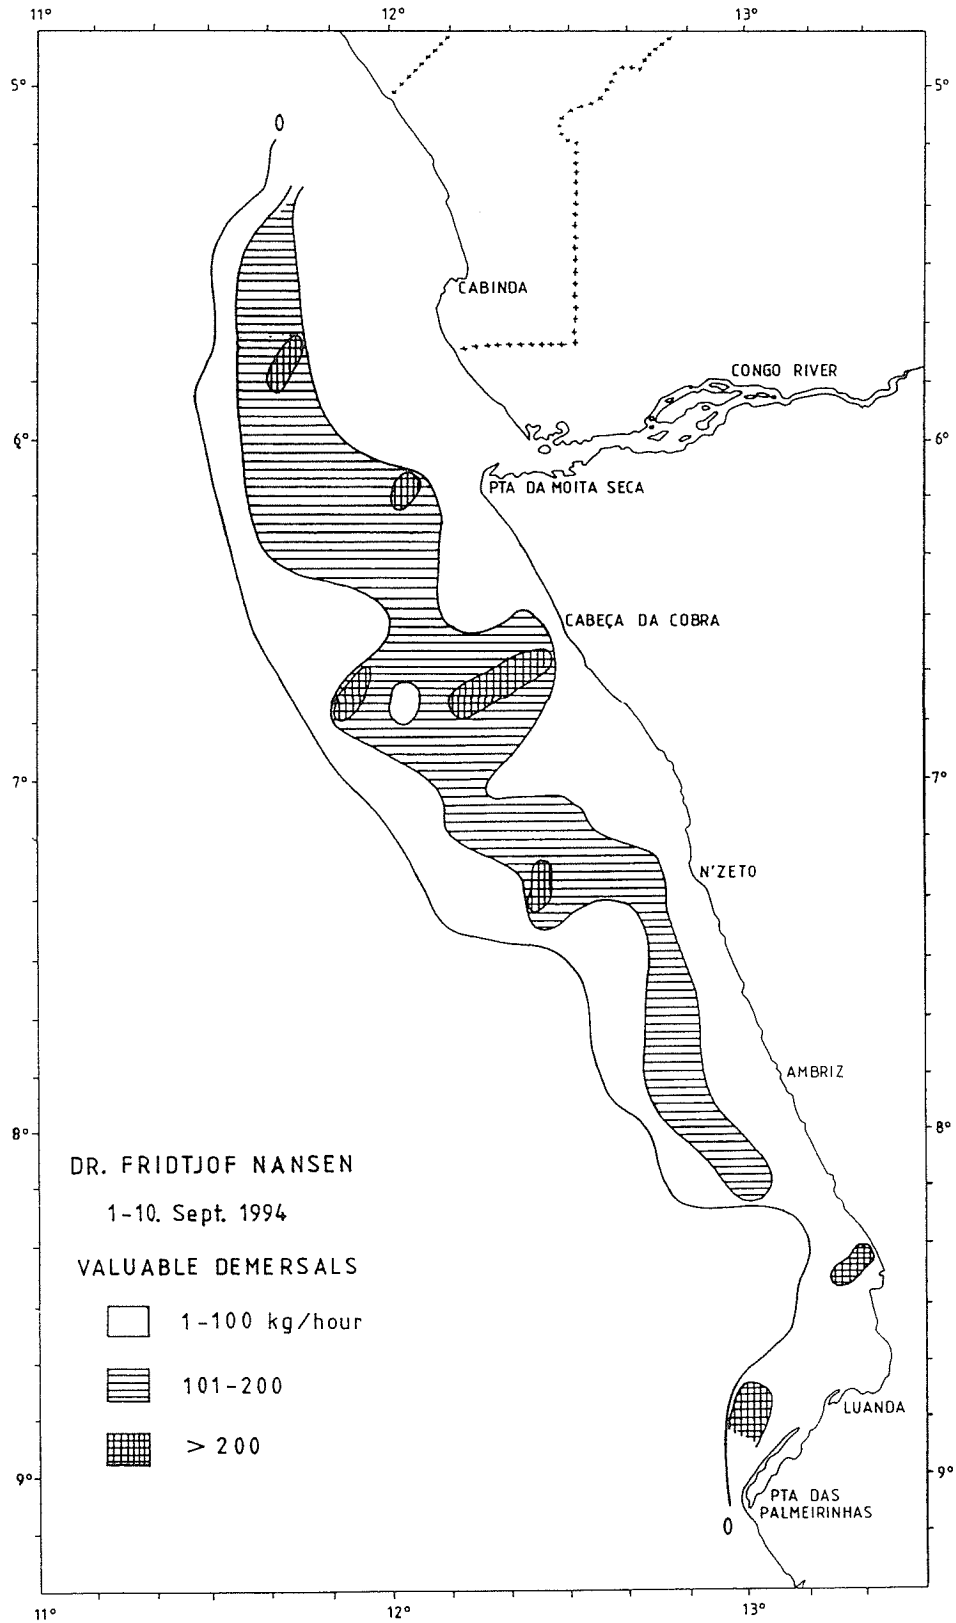 11°
12°
13°
5°
5°
0
CABINDA
CONGO RIVER
6°
6°
PTA DA MOITA SECA
CABEÇA DA COBRA
7°
7°
N'ZETO
AMBRIZ
8°
8°
DR. FRIDTJOF NANSEN
1-10. Sept. 1994
VALUABLE DEMERSALS
1-100 kg/hour
101-200
> 200
LUANDA
9°
9°
PTA DAS
PALMEIRINHAS
0
11°
12°
13°